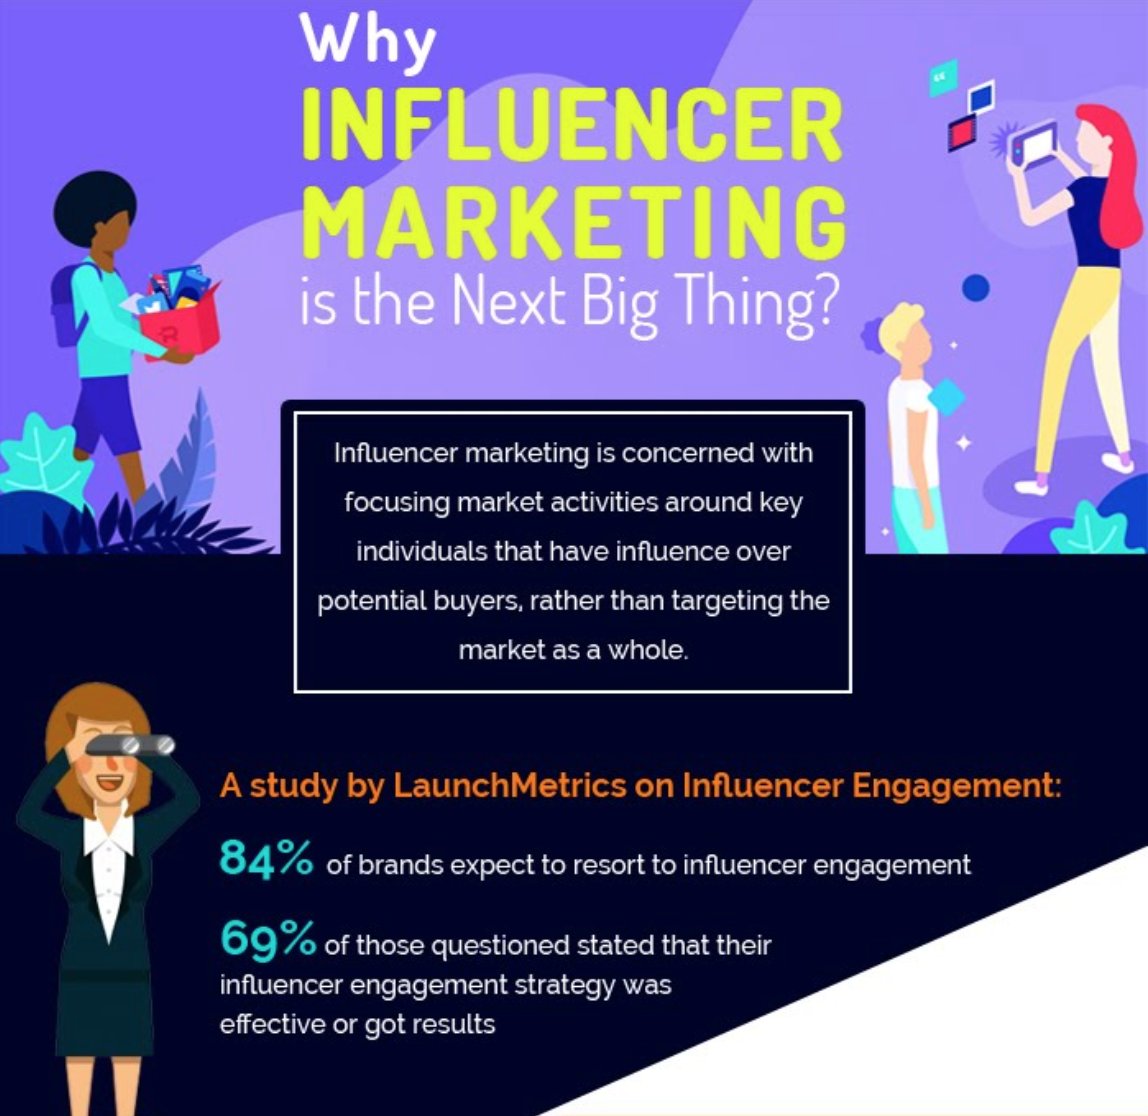 Why
INFLUENCER
MARKETING
is the Next Big Thing?
Influencer marketing is concerned with
focusing market activities around key
individuals that have influence over
potential buyers, rather than targeting the
market as a whole.
A study by LaunchMetrics on Influencer Engagement:
84% of brands expect to resort to influencer engagement
69% of those questioned stated that their
influencer engagement strategy was
effective or got results